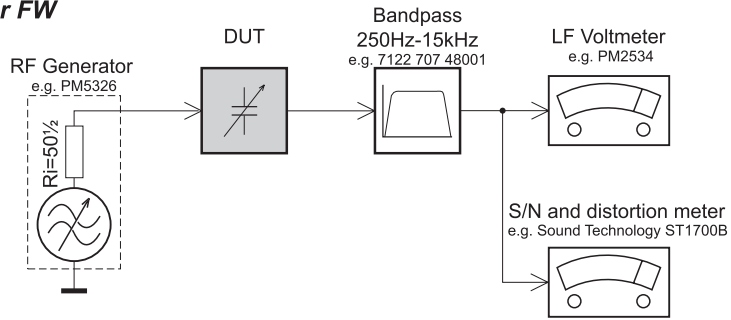 r FW
Bandpass
DUT
250Hz-15kHz
LF Voltmeter
e.g. 7122 707 48001
e.g. PM2534
RF Generator
e.g. PM5326
Ri=50½
S/N and distortion meter
e.g. Sound Technology ST1700B